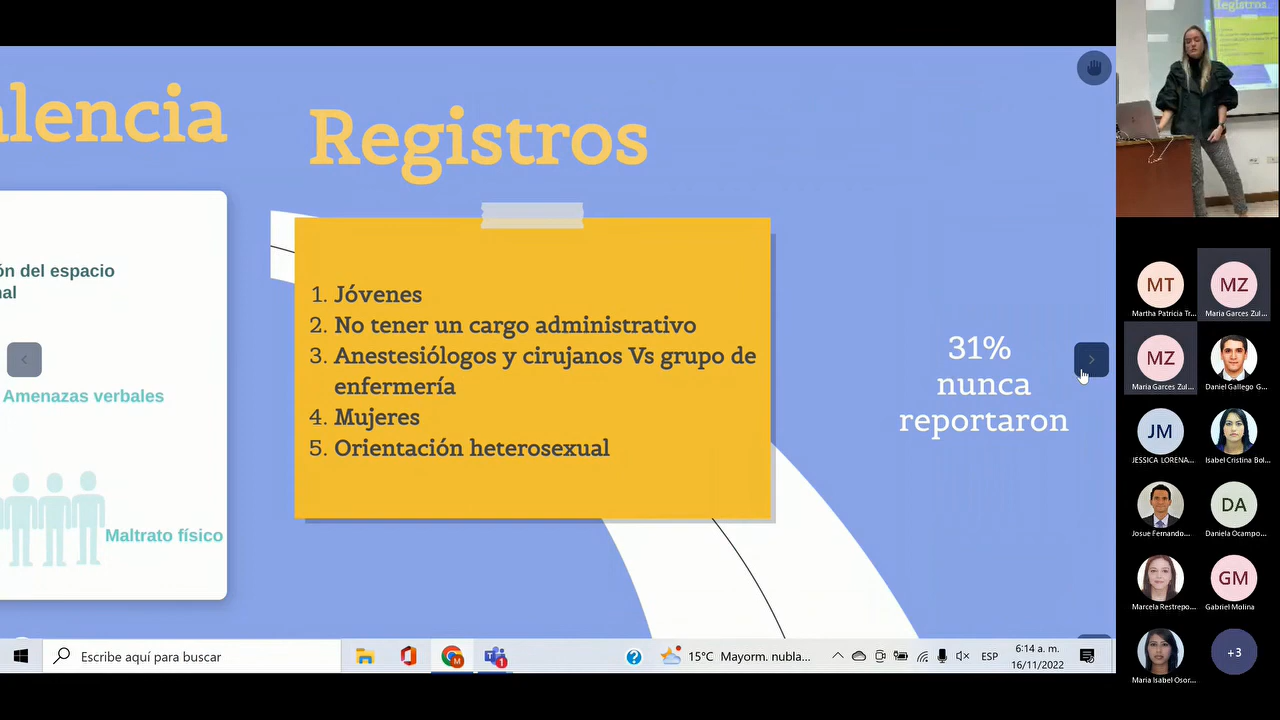 alencia
Registros
ón del espacio
nal
Amenazas verbales
Maltrato físico
1. Jóvenes
2. No tener un cargo administrativo
3. Anestesiólogos y cirujanos Vs grupo de
enfermería
4. Mujeres
5. Orientación heterosexual
31%
nunca
reportaron
Registros
MT
Martha Patricia Tr...
MZ
Maria Garces Zul...
MZ
Maria Garces Zul...
Daniel Gallego G...
JM
JESSICA LORENA...
Isabel Cristina Bol...
Josue Fernando...
DA
Daniela Ocampo...
Marcela Restrepo...
GM
Gabriel Molina
Maria Isabel Osor...
+3
Escribe aquí para buscar
1
15°C Mayorm. nubla...
ESP
6:14 a. m.
16/11/2022